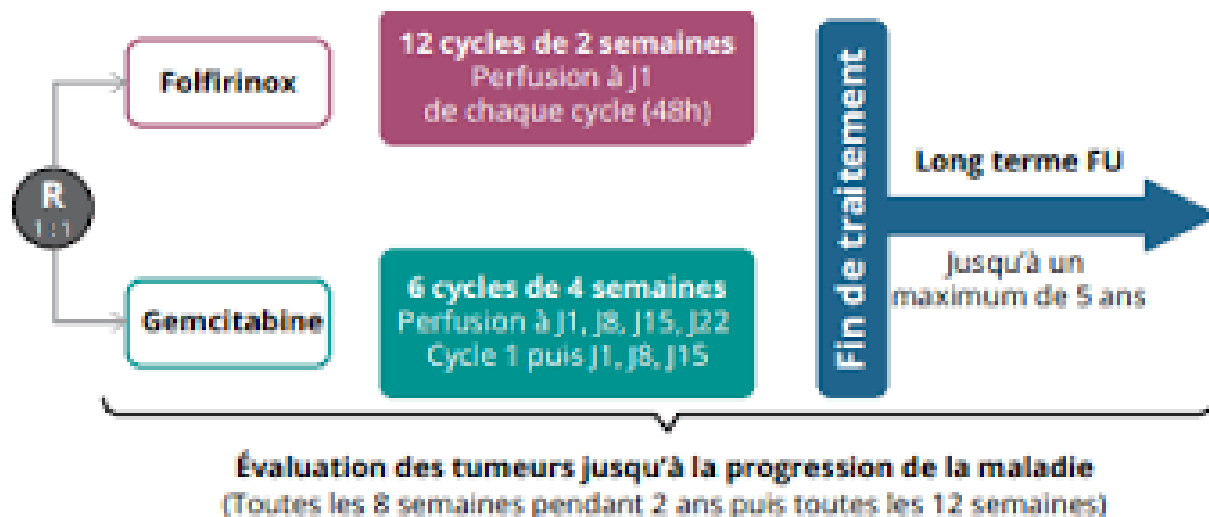 R
1 : 1
Folfirinox
12 cycles de 2 semaines
Perfusion à J1
de chaque cycle (48h)
Gemcitabine
6 cycles de 4 semaines
Perfusion à J1, J8, J15, J22
Cycle 1 puis J1, J8, J15
Fin de traitement
Long terme FU
Jusqu'à un
maximum de 5 ans
Évaluation des tumeurs jusqu'à la progression de la maladie
(Toutes les 8 semaines pendant 2 ans puis toutes les 12 semaines)